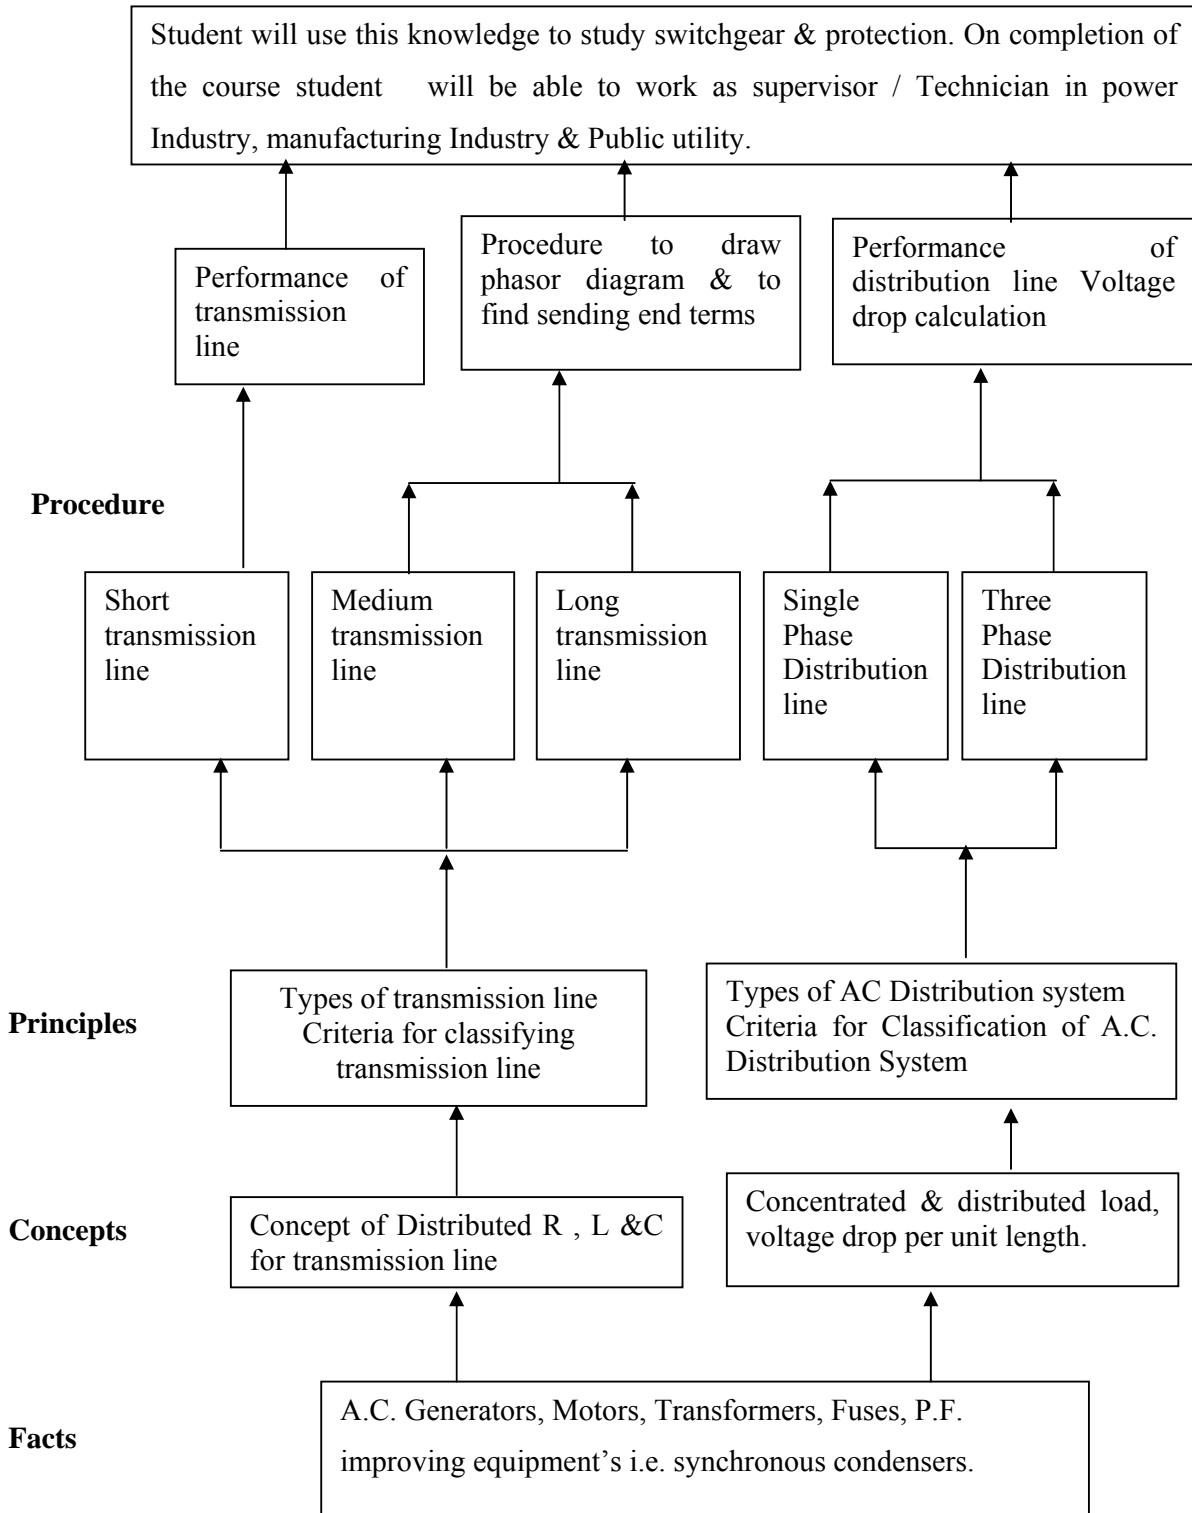 Student will use this knowledge to study switchgear & protection. On completion of
the course student will be able to work as supervisor / Technician in power
Industry, manufacturing Industry & Public utility.
Performance of
transmission
line
Procedure to draw
phasor diagram & to
find sending end terms
Performance of
distribution line Voltage
drop calculation
Procedure
Short
transmission
line
Medium
transmission
line
Long
transmission
line
Single
Phase
Distribution
line
Three
Phase
Distribution
line
Principles
Types of transmission line
Criteria for classifying
transmission line
Types of AC Distribution system
Criteria for Classification of A.C.
Distribution System
Concepts
Concept of Distributed R , L &C
for transmission line
Concentrated & distributed load,
voltage drop per unit length.
Facts
A.C. Generators, Motors, Transformers, Fuses, P.F.
improving equipment’s i.e. synchronous condensers.